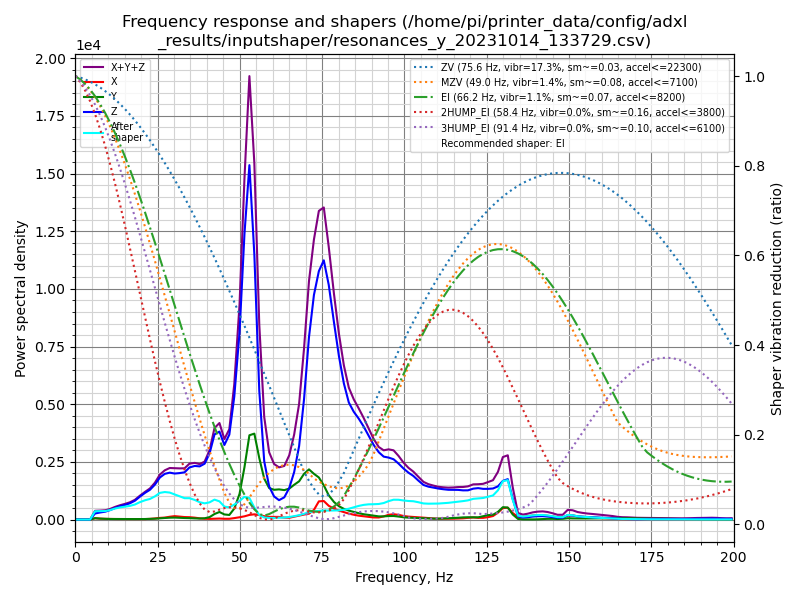 Frequency response and shapers (/home/pi/printer_data/config/adxl
_results/inputshaper/resonances_y_20231014_133729.csv)
1e4
2.00
1.75
1.50
1.25
1.00
0.75
0.50
0.25
0.00
Power spectral density
X+Y+Z
X
Y
Z
After
shaper
ZV (75.6 Hz, vibr=17.3%, sm~=0.03, accel<=22300)
MZV (49.0 Hz, vibr=1.4%, sm~=0.08, accel<=7100)
EI (66.2 Hz, vibr=1.1%, sm~=0.07, accel<=8200)
2HUMP_EI (58.4 Hz, vibr=0.0%, sm~=0.16, accel<=3800)
3HUMP_EI (91.4 Hz, vibr=0.0%, sm~=0.10, accel<=6100)
Recommended shaper: EI
1.0
0.8
0.6
0.4
0.2
0.0
Shaper vibration reduction (ratio)
0 25 50 75 100 125 150 175 200
Frequency, Hz